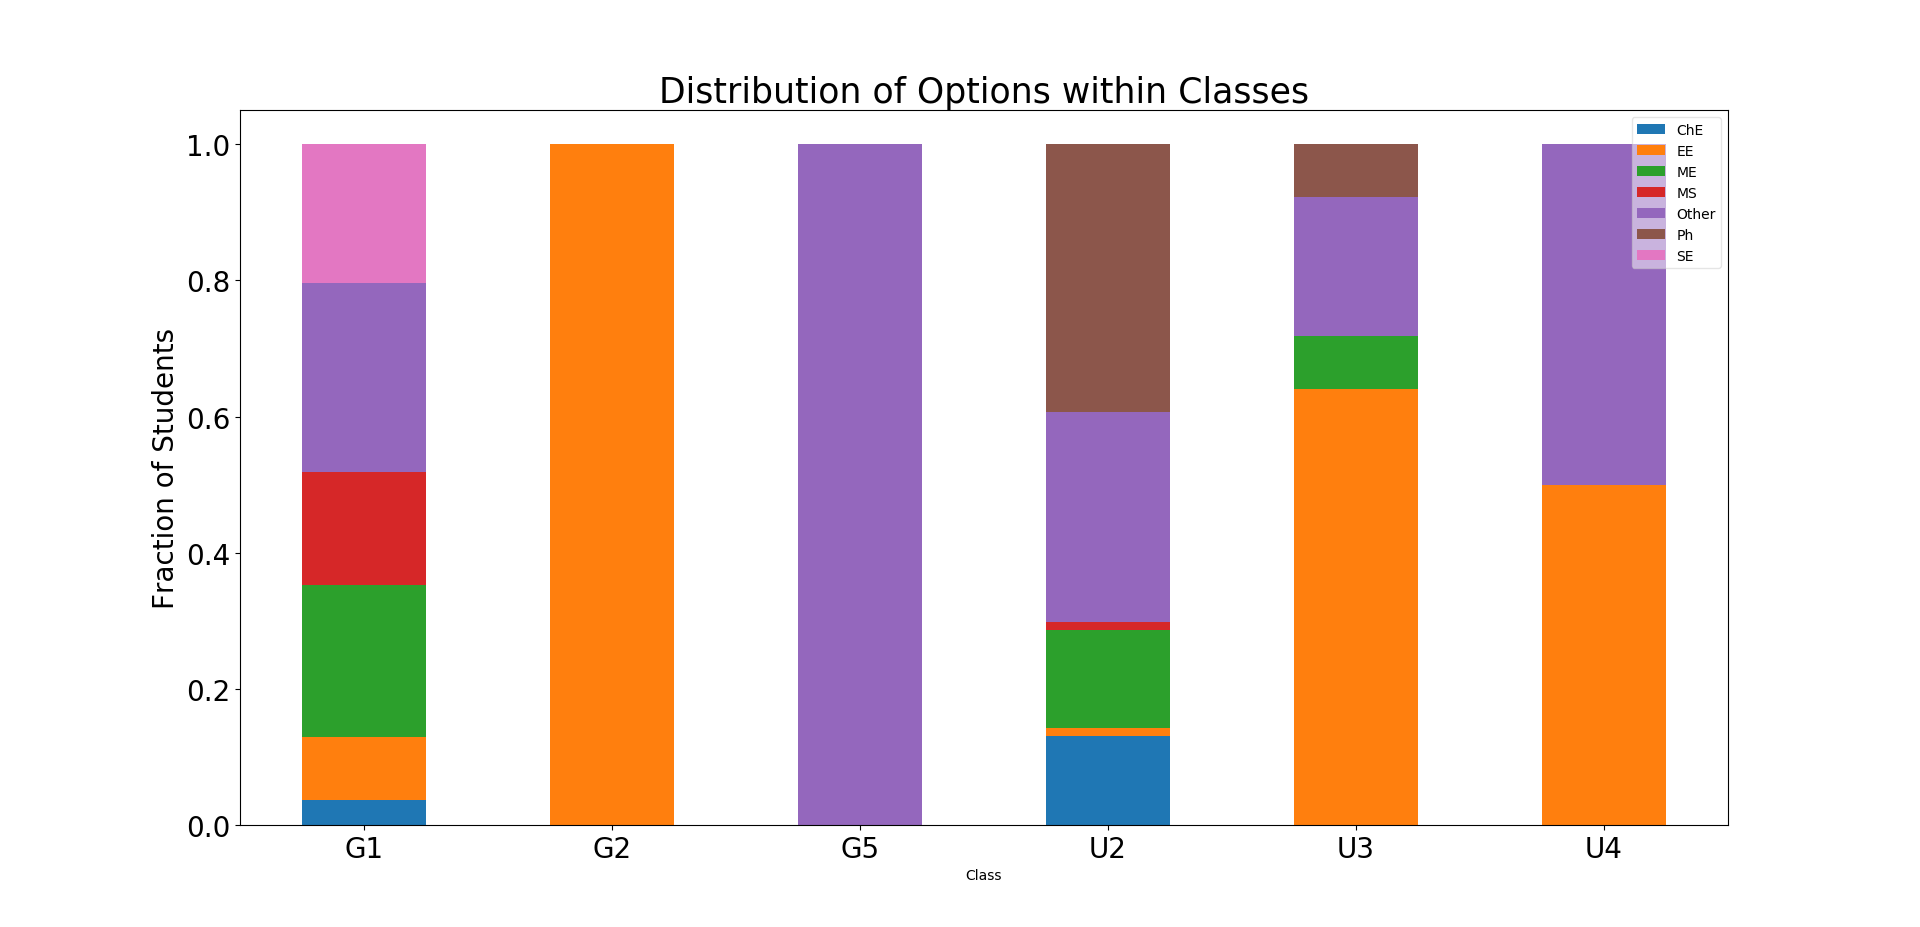 Distribution of Options within Classes
1.0
0.8
0.6
0.4
0.2
0.0
Fraction of Students
ChE
EE
ME
MS
Other
Ph
SE
G1 G2 G5 U2 U3 U4
Class